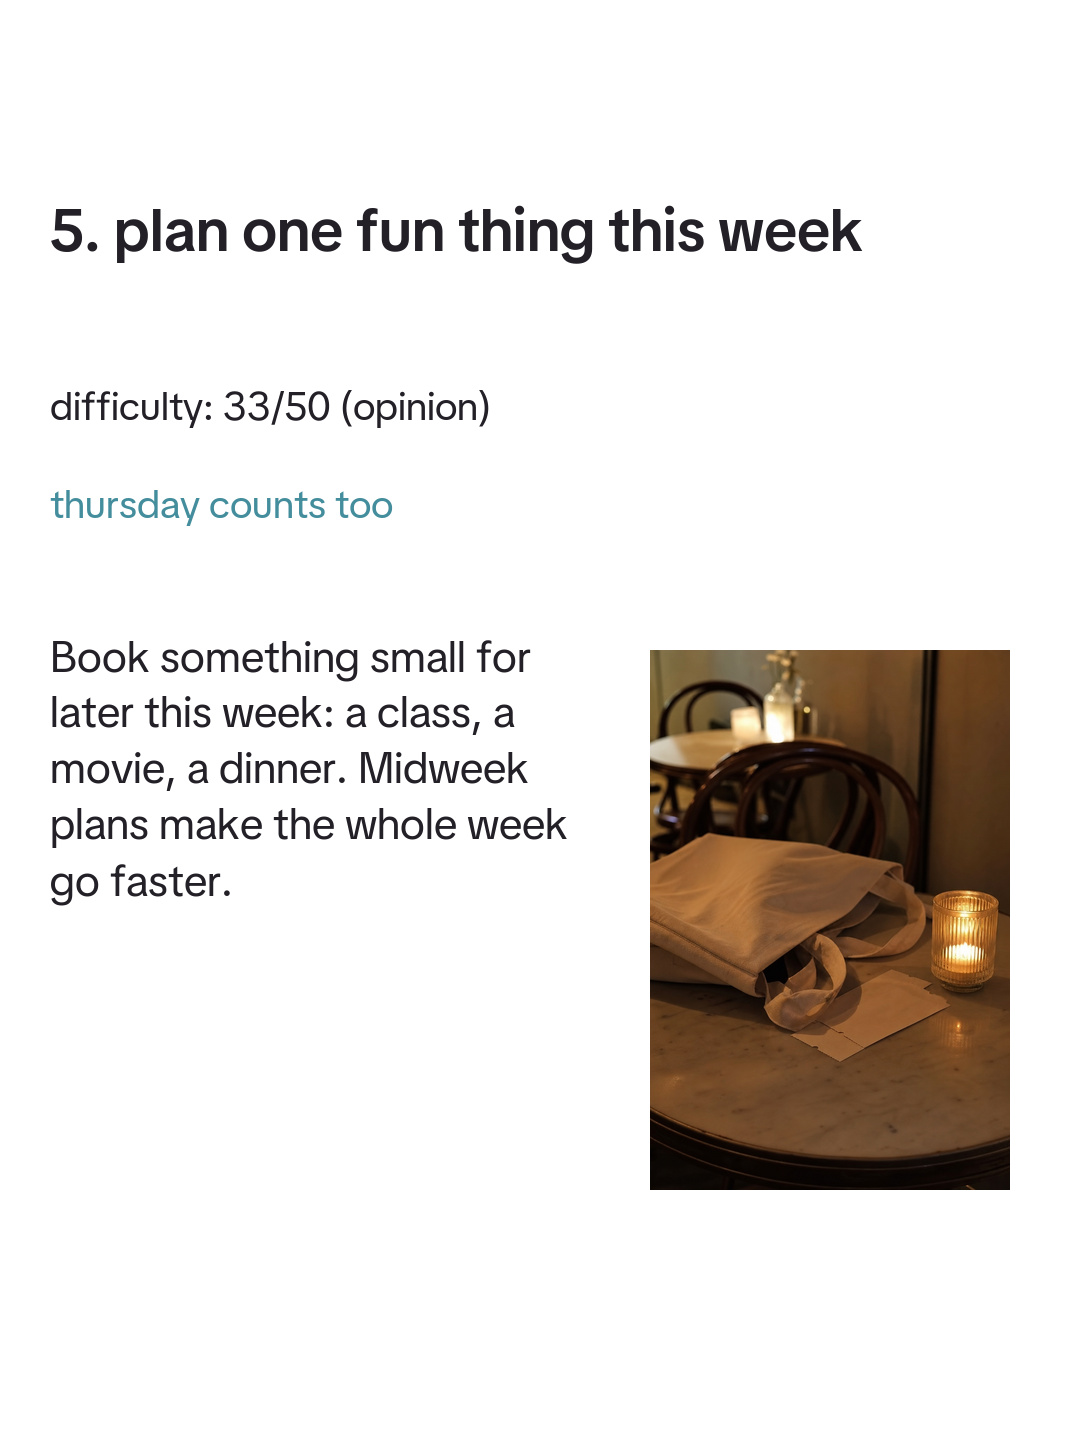 5. plan one fun thing this week
difficulty: 33/50 (opinion)
thursday counts too
Book something small for
later this week: a class, a
movie, a dinner. Midweek
plans make the whole week
go faster.